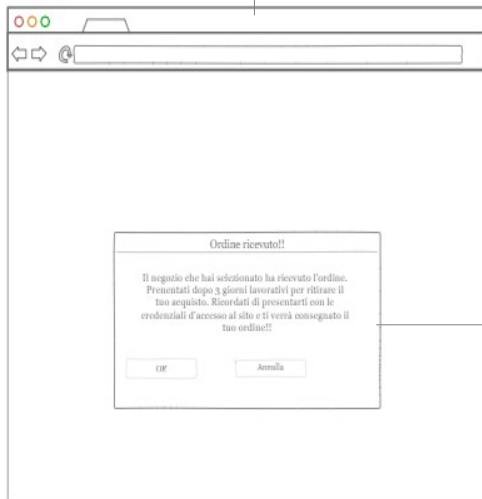 Ordine ricevuto!!
Il negozio che hai selezionato ha ricevuto l'ordine.
Prenentati dopo 3 giorni lavorativi per ritirare il
tuo acquisto. Ricordati di presentarti con le
credenziali d'accesso al sito e ti verrà consegnato il
tuo ordine!!
OK
Annulla